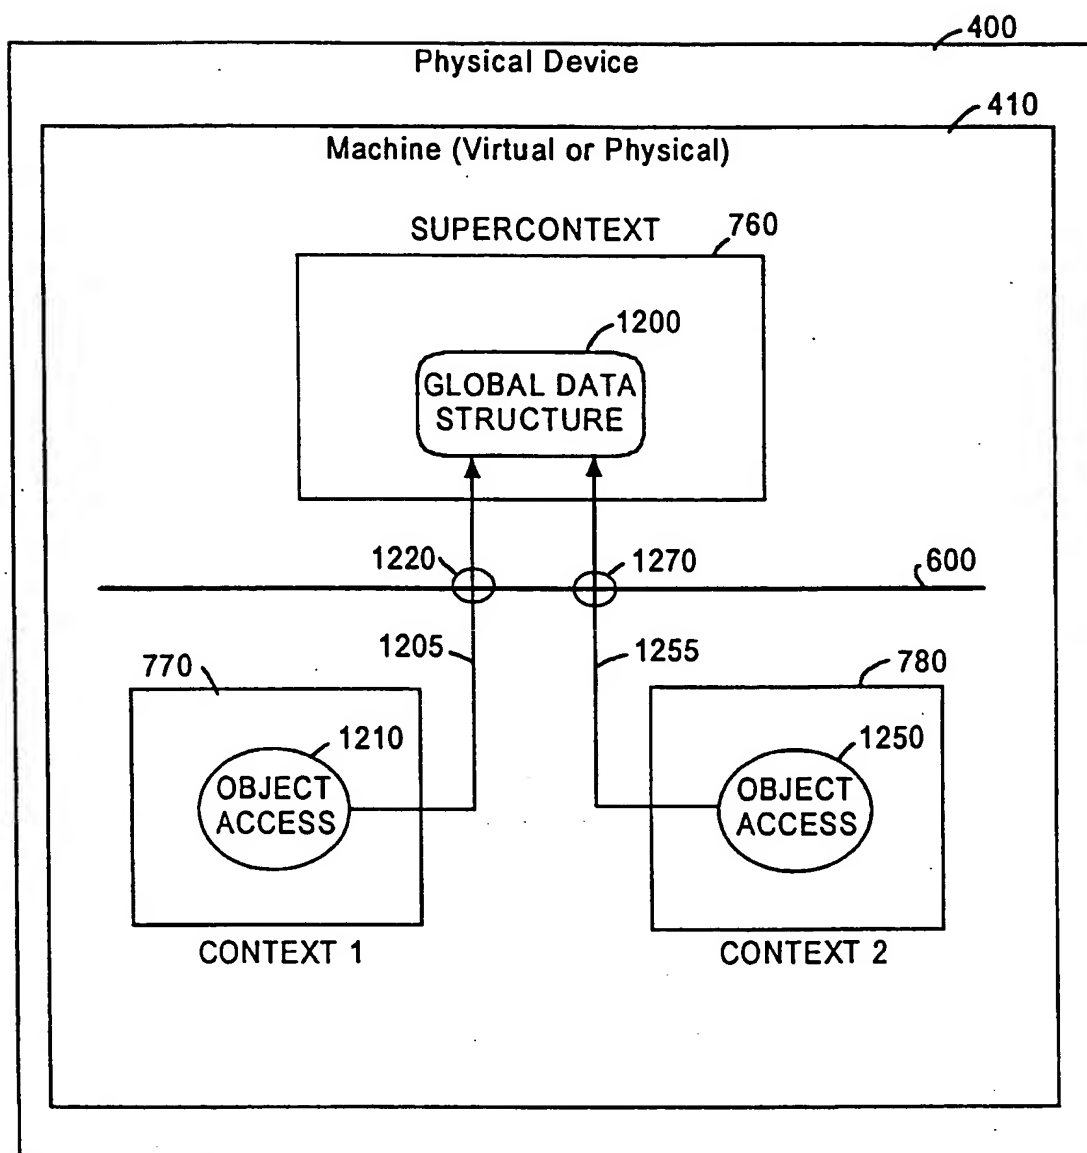 400
Physical Device
410
Machine (Virtual or Physical)
SUPERCONTEXT
760
1200
GLOBAL DATA
STRUCTURE
1220
1270
600
1205
1255
770
780
1210
1250
OBJECT
ACCESS
OBJECT
ACCESS
CONTEXT 1
CONTEXT 2